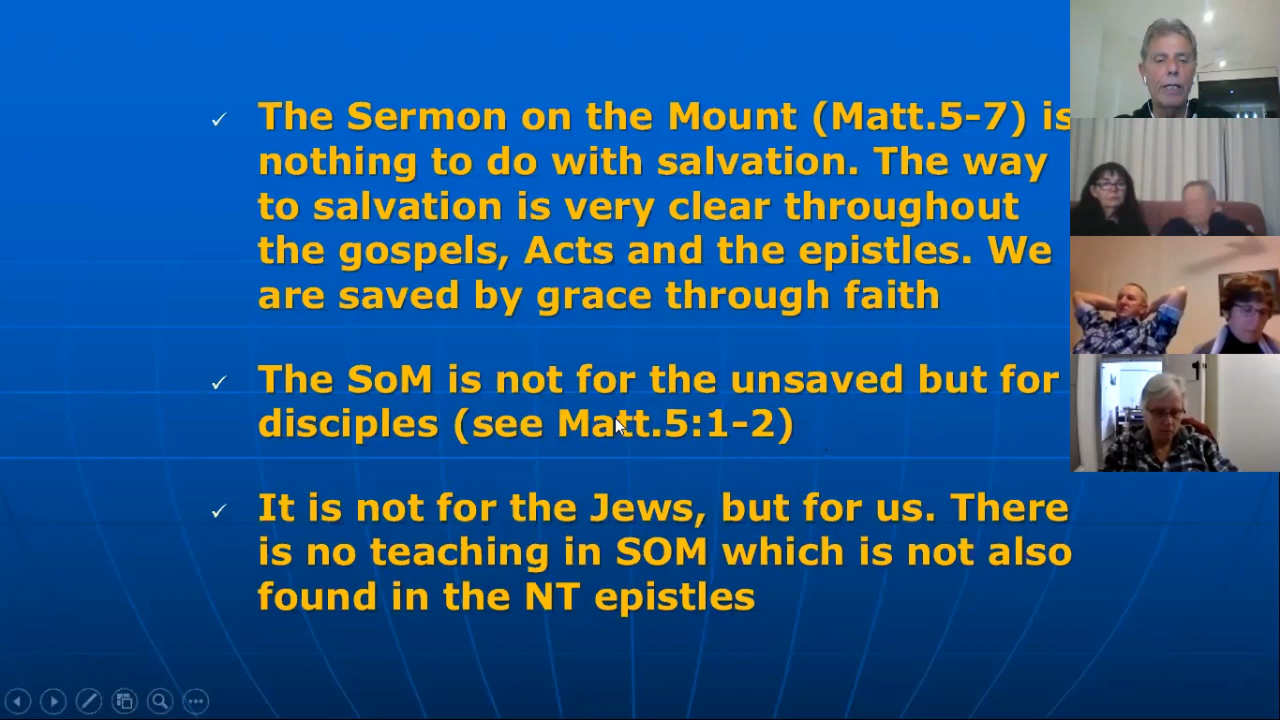 The Sermon on the Mount (Matt.5-7) is
nothing to do with salvation. The way
to salvation is very clear throughout
the gospels, Acts and the epistles. We
are saved by grace through faith
The SoM is not for the unsaved but for
disciples (see Matt.5:1-2)
It is not for the Jews, but for us. There
is no teaching in SOM which is not also
found in the NT epistles